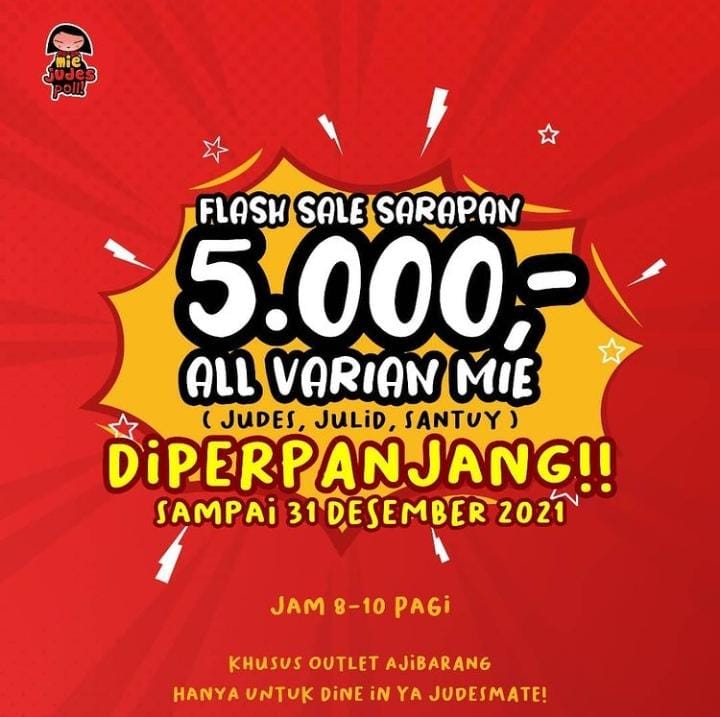 mie
judes
poll!
FLASH SALE SARAPAN
5.000,-
ALL VARIAN MIE
( JUDES, JULID, SANTUY )
DIPERPANJANG!!
SAMPAI 31 DESEMBER 2021
JAM 8-10 PAGI
KHUSUS OUTLET AJIBARANG
HANYA UNTUK DINE IN YA JUDESMATE!